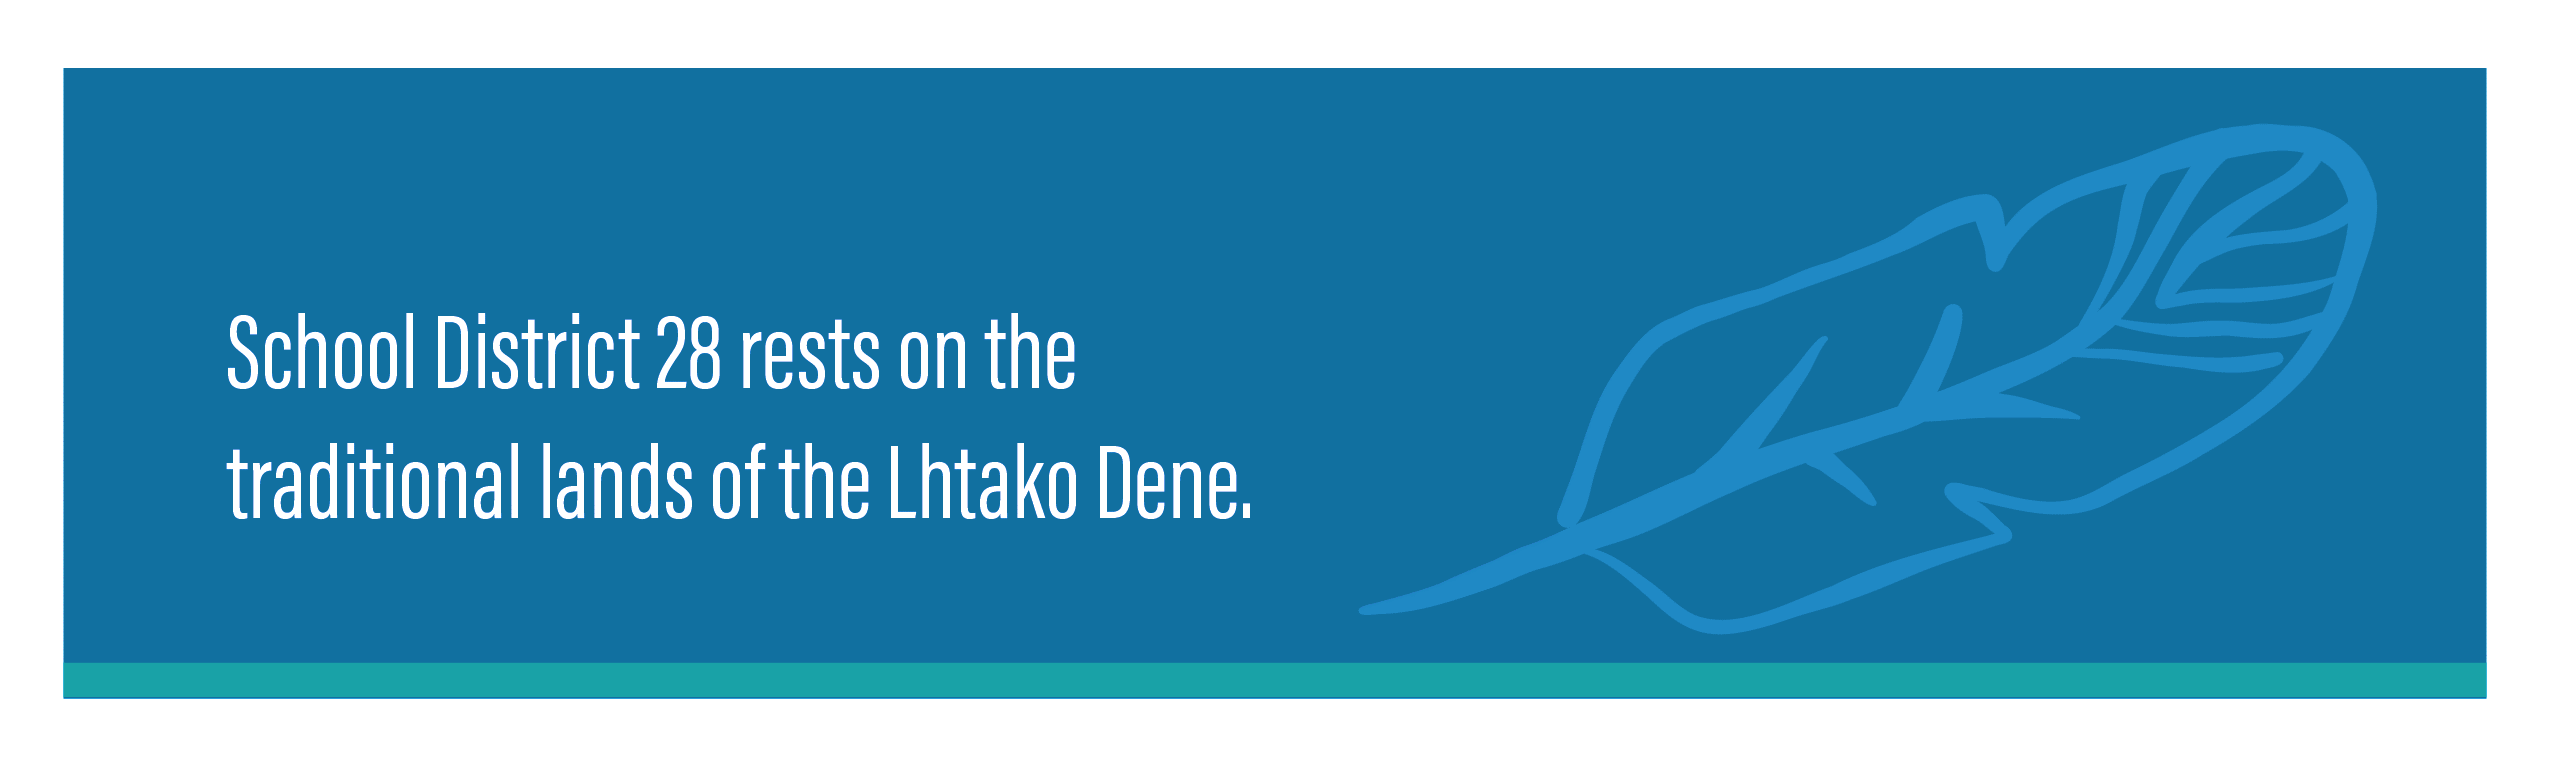 School District 28 rests on the
traditional lands of the Lhtako Dene.